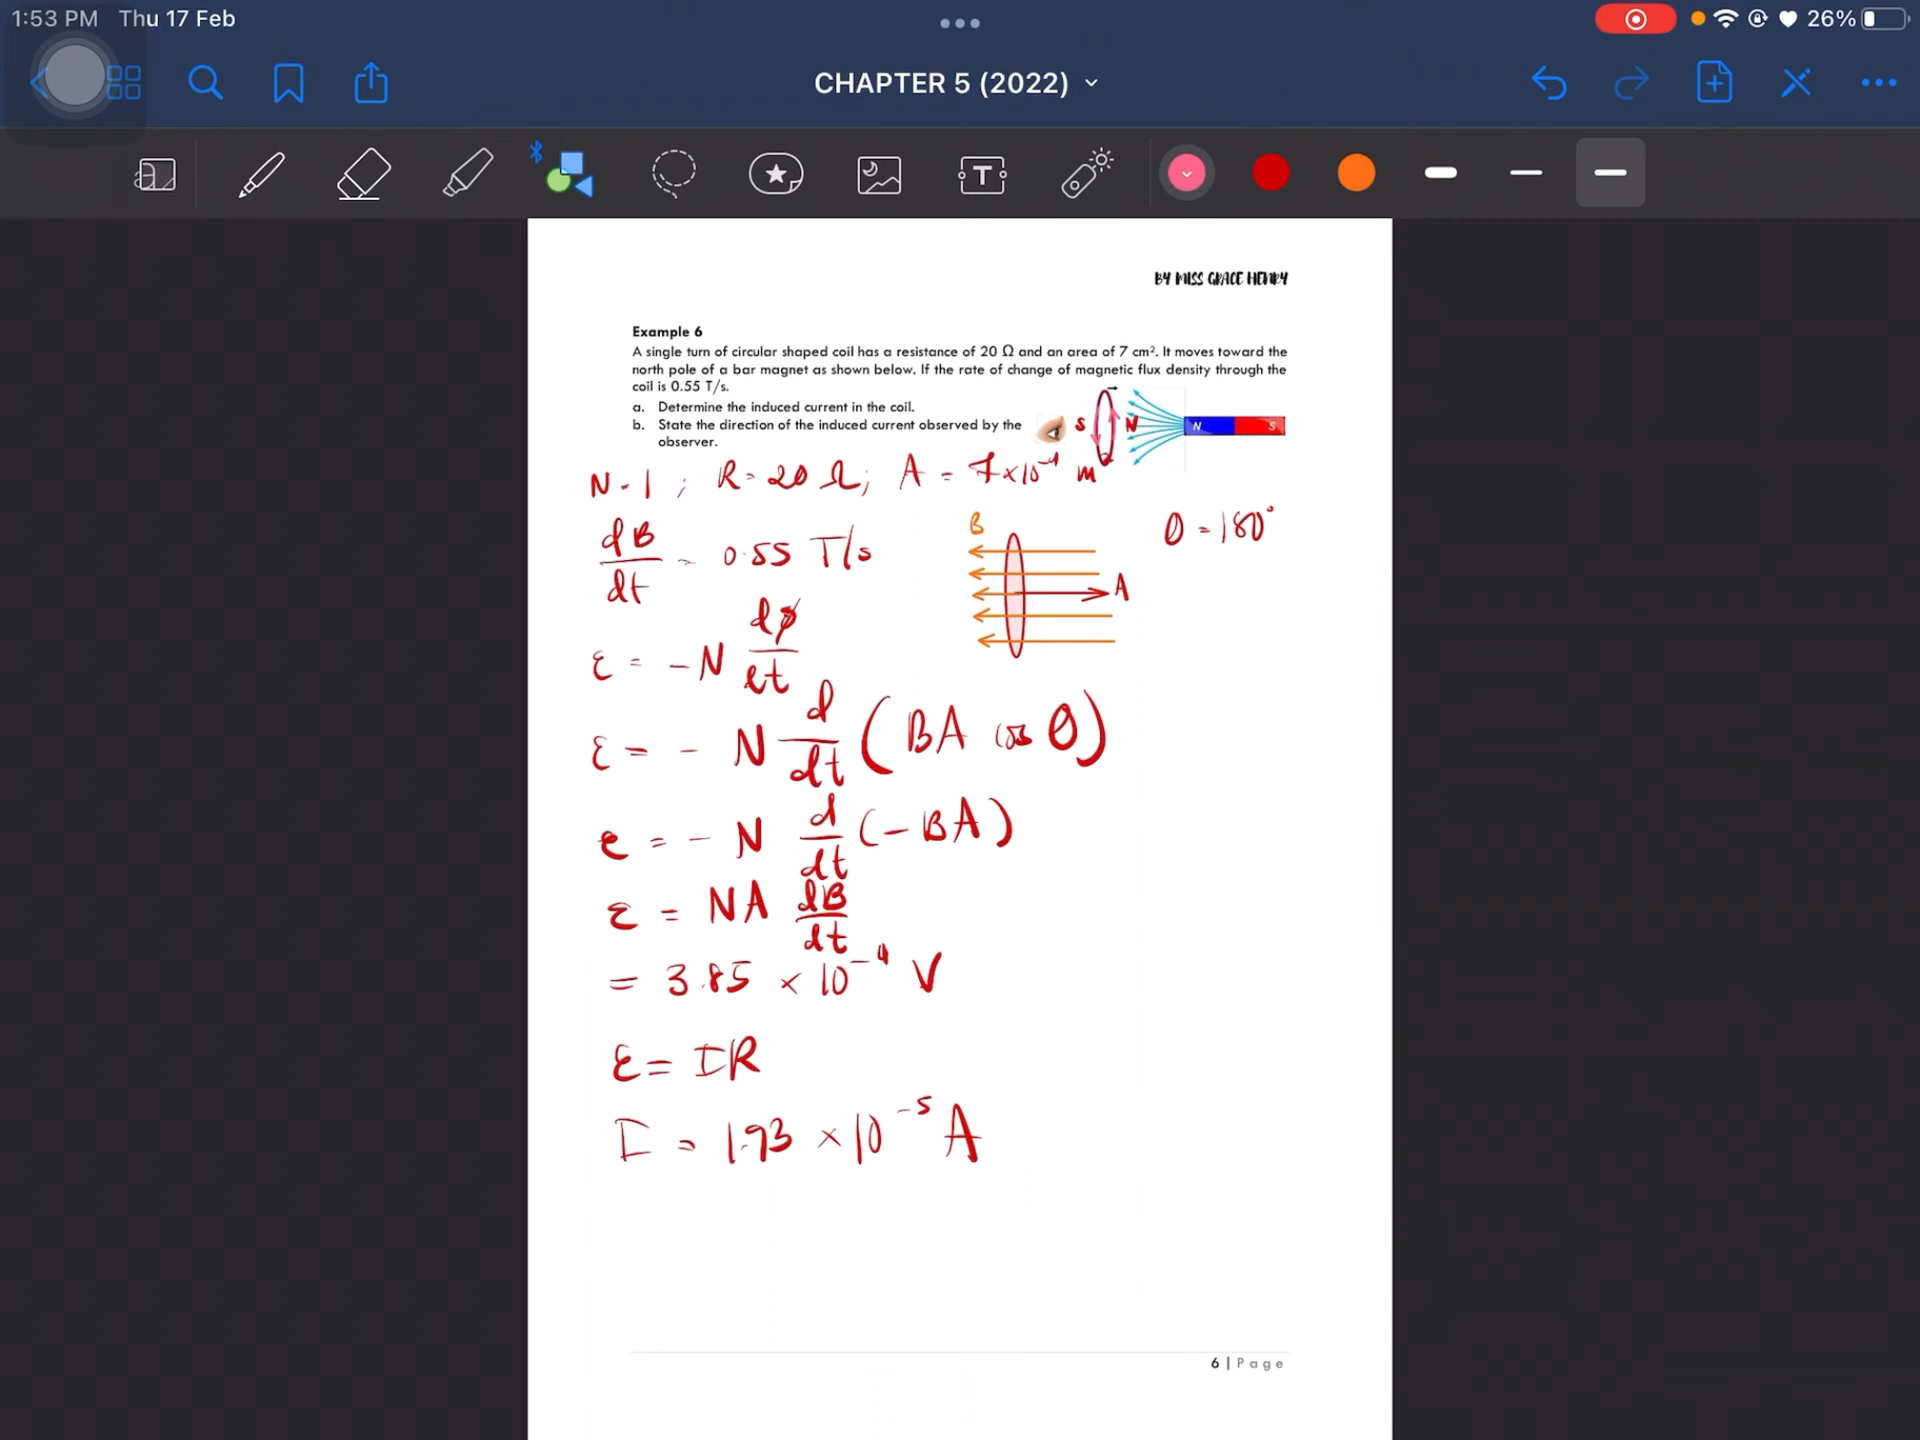 1:53 PM Thu 17 Feb
26%
CHAPTER 5 (2022)
BY MISS GRACE HENRY
Example 6
A single turn of circular shaped coil has a resistance of 20 Ω and an area of 7 cm². It moves toward the
north pole of a bar magnet as shown below. If the rate of change of magnetic flux density through the
coil is 0.55 T/s.
a. Determine the induced current in the coil.
b. State the direction of the induced current observed by the
observer.
S N N S
N = 1 ; R = 20 Ω; A = 7 × 10⁻⁴ m
dB/dt = 0.55 T/s
B
A
θ = 180°
ε = - N dφ/dt
ε = - N d/dt (BA cos θ)
ε = - N d/dt (- BA)
ε = NA dB/dt
= 3.85 × 10⁻⁴ V
ε = IR
I = 1.93 × 10⁻⁵ A
6 | Page